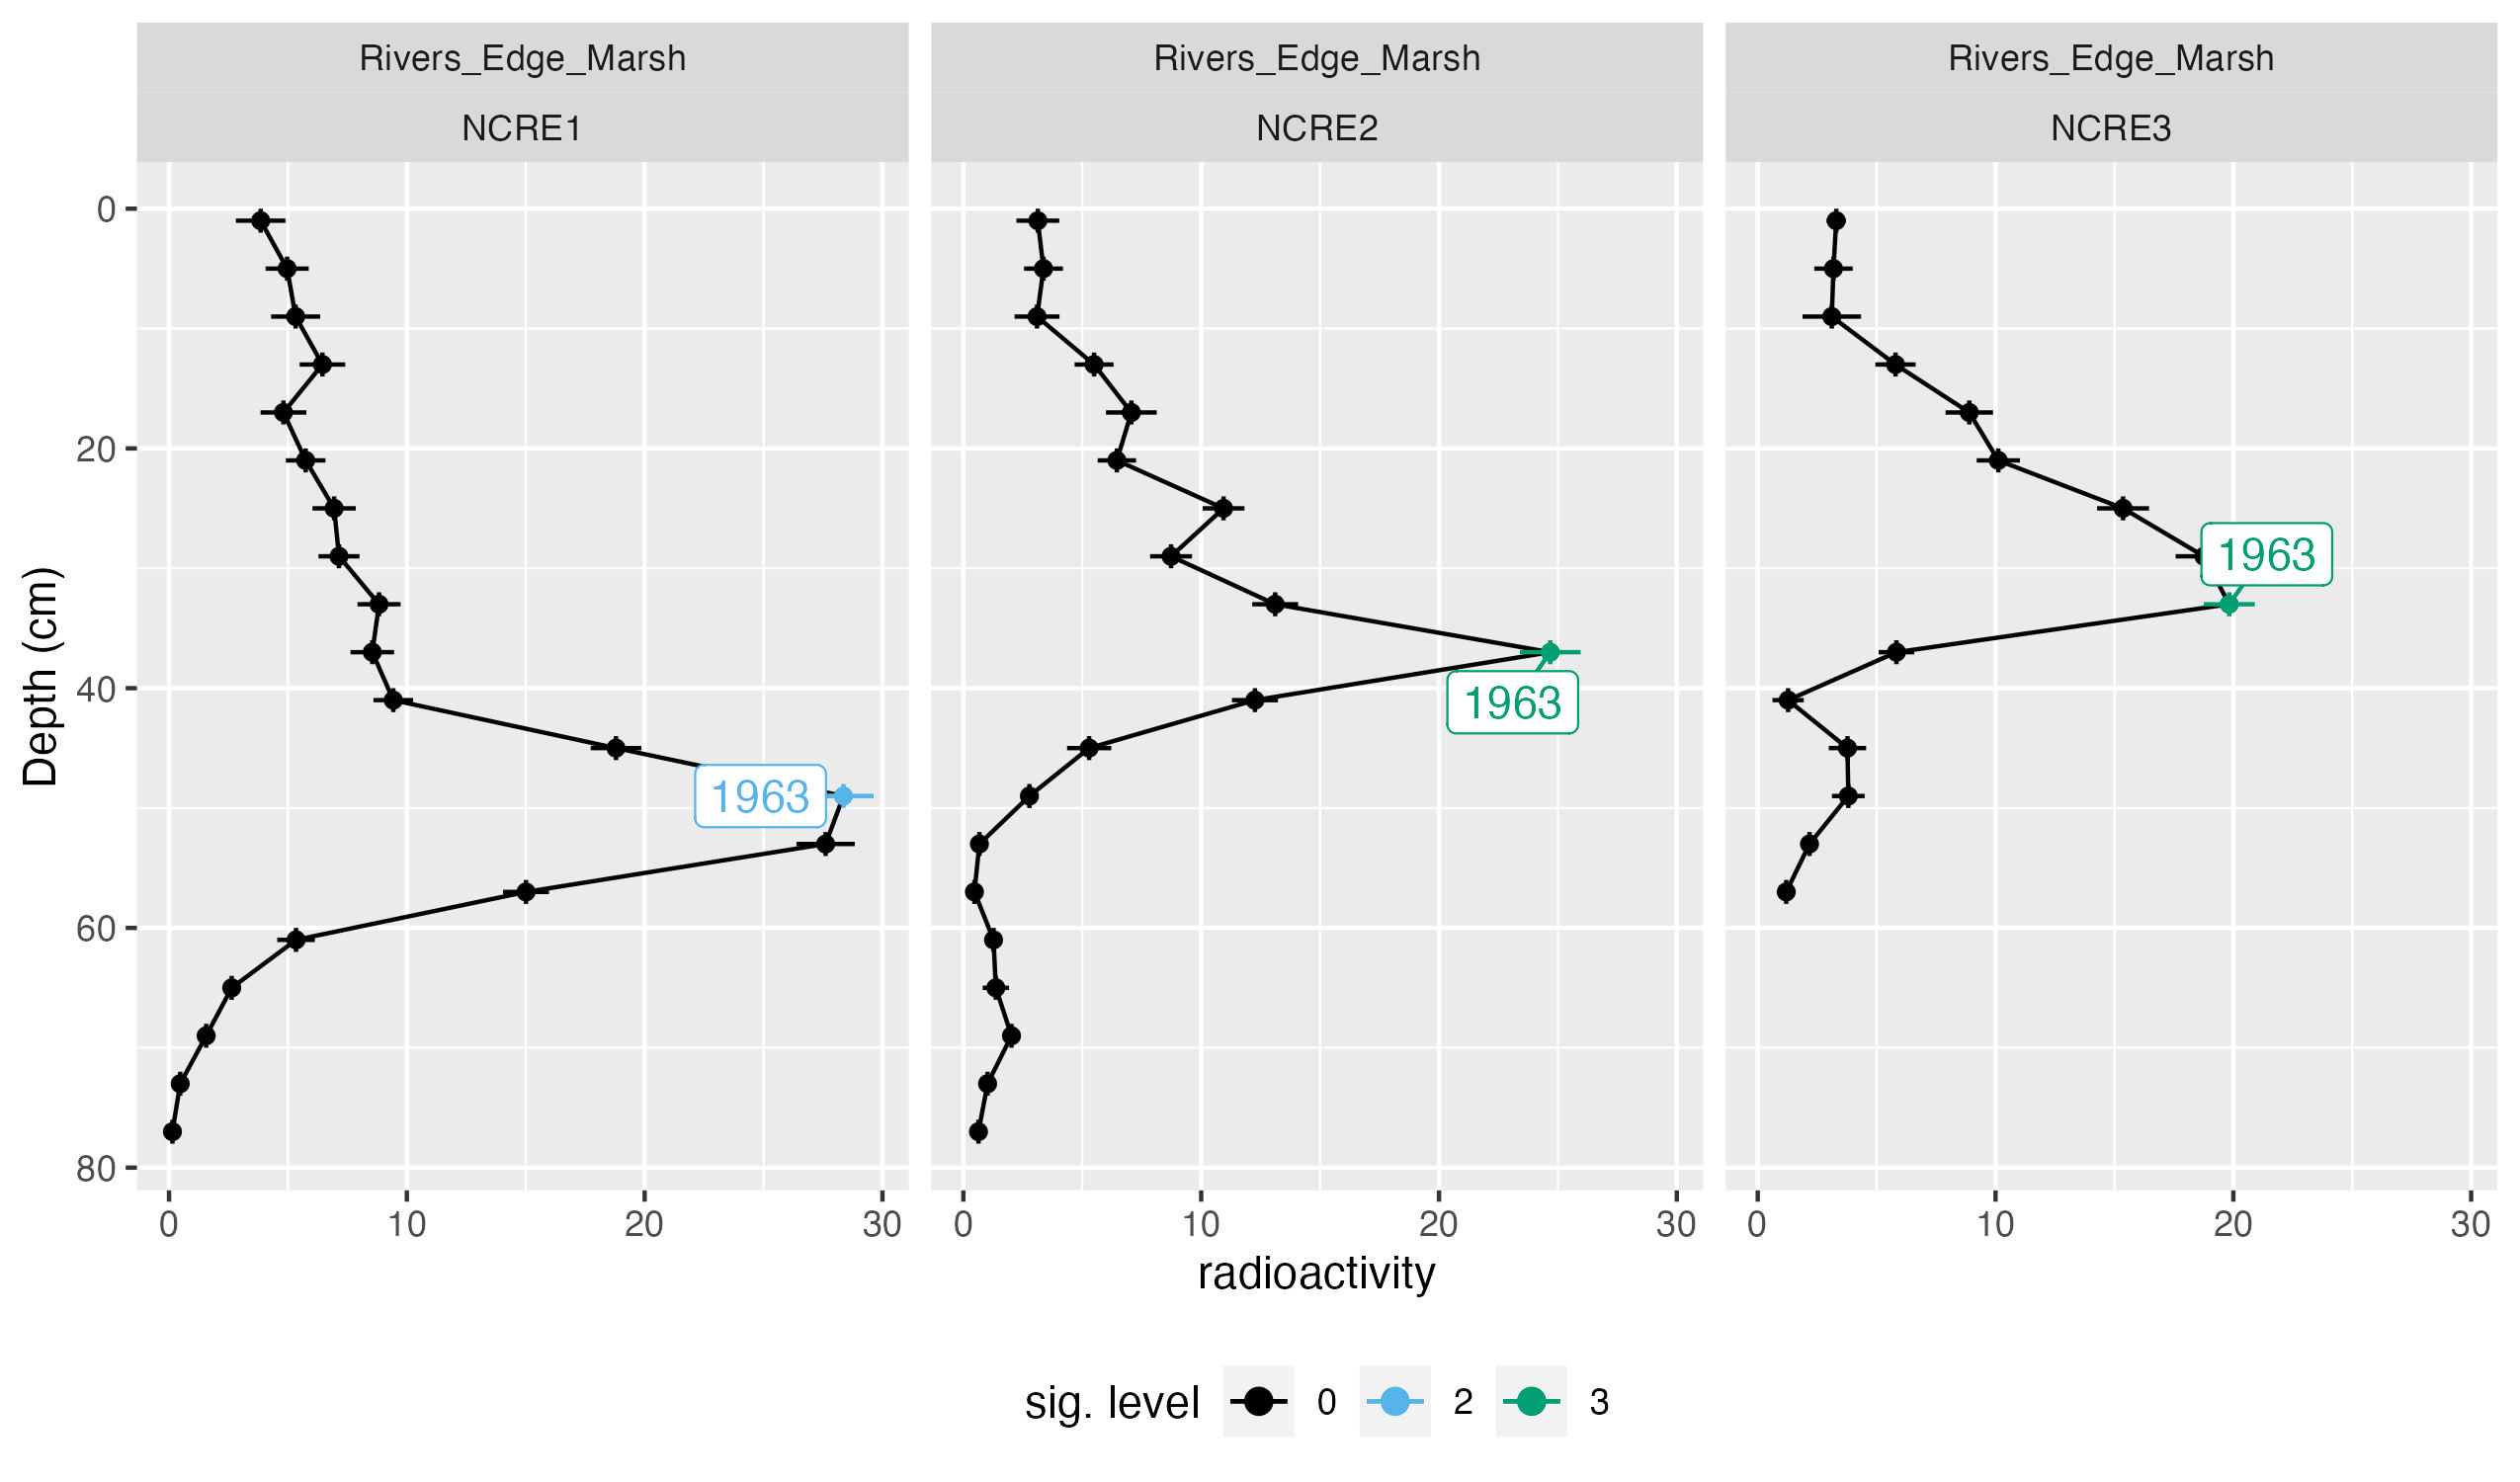 Rivers_Edge_Marsh Rivers_Edge_Marsh Rivers_Edge_Marsh
NCRE1 NCRE2 NCRE3
Depth (cm)
0
20
40
60
80
1963
1963
1963
0 10 20 30 0 10 20 30 0 10 20 30
radioactivity
sig. level 0 2 3